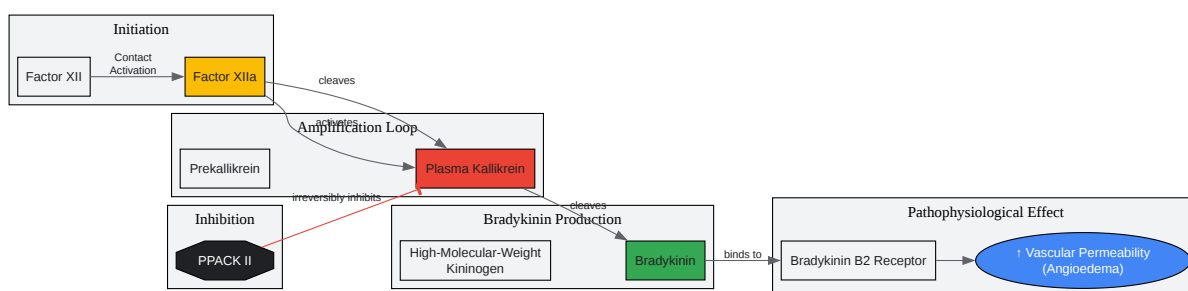 Initiation
Factor XII
Contact
Activation
Factor XIIa
cleaves
activates
Amplification Loop
Prekallikrein
Plasma Kallikrein
irreversibly inhibits
Inhibition
PPACK II
cleaves
Bradykinin Production
High-Molecular-Weight
Kininogen
Bradykinin
binds to
Pathophysiological Effect
Bradykinin B2 Receptor
↑ Vascular Permeability
(Angioedema)